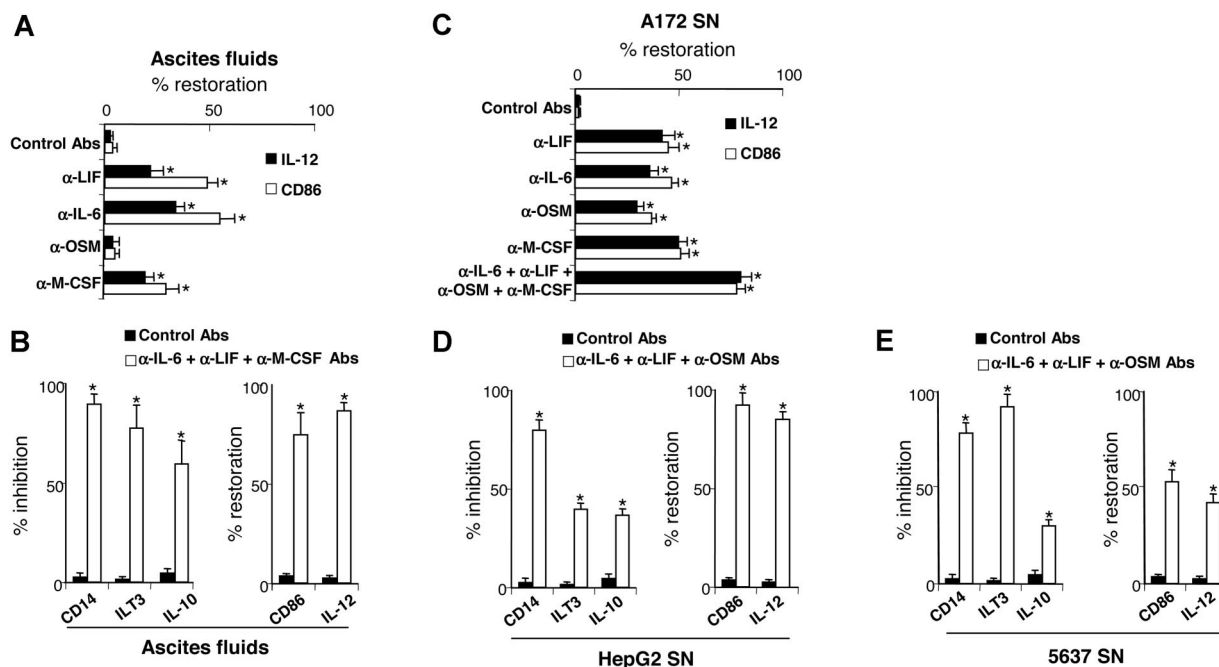 A
Ascites fluids
% restoration
0 50 100
Control Abs
α-LIF
α-IL-6
α-OSM
α-M-CSF
IL-12
CD86
* * * * * *
C
A172 SN
% restoration
0 50 100
Control Abs
α-LIF
α-IL-6
α-OSM
α-M-CSF
α-IL-6 + α-LIF +
α-OSM + α-M-CSF
IL-12
CD86
* * * * * * * * * *
B
Control Abs
α-IL-6 + α-LIF + α-M-CSF Abs
% inhibition
100
50
0
* * *
CD14 ILT3 IL-10
% restoration
100
50
0
* *
CD86 IL-12
Ascites fluids
D
Control Abs
α-IL-6 + α-LIF + α-OSM Abs
% inhibition
100
50
0
* * *
CD14 ILT3 IL-10
% restoration
100
50
0
* *
CD86 IL-12
HepG2 SN
E
Control Abs
α-IL-6 + α-LIF + α-OSM Abs
% inhibition
100
50
0
* * *
CD14 ILT3 IL-10
% restoration
100
50
0
* *
CD86 IL-12
5637 SN